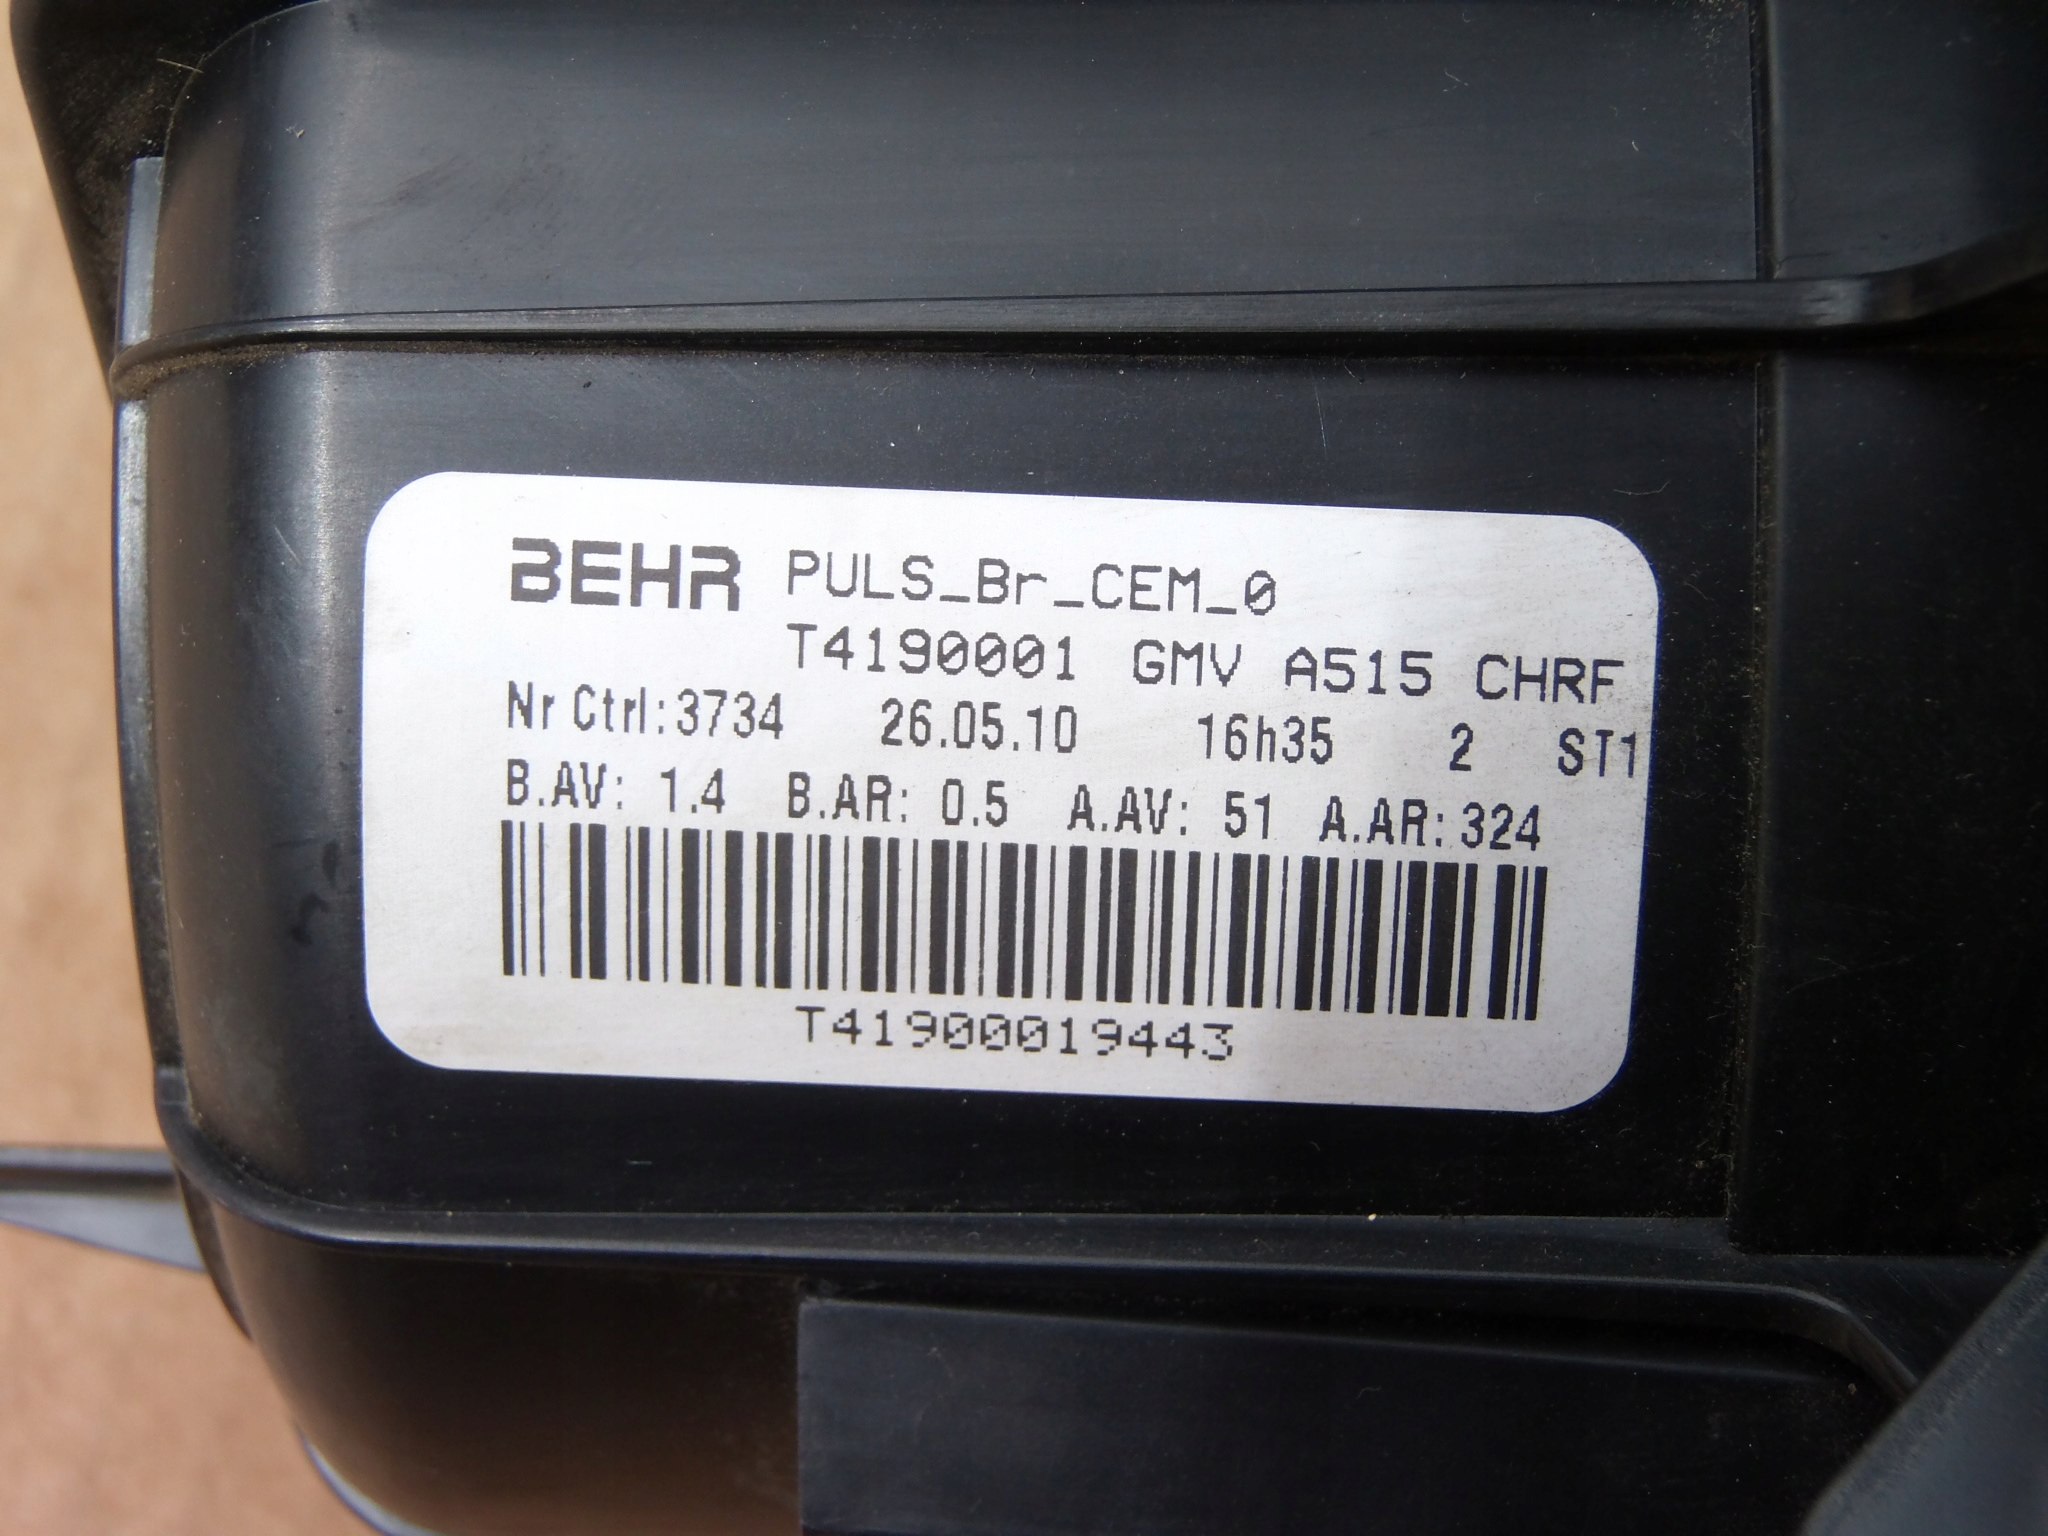 BEHR PULS_Br_CEM_0
T4190001 GMV A515 CHRF
Nr Ctrl:3734 26.05.10 16h35 2 ST1
B.AV: 1.4 B.AR: 0.5 A.AV: 51 A.AR:324
T41900019443